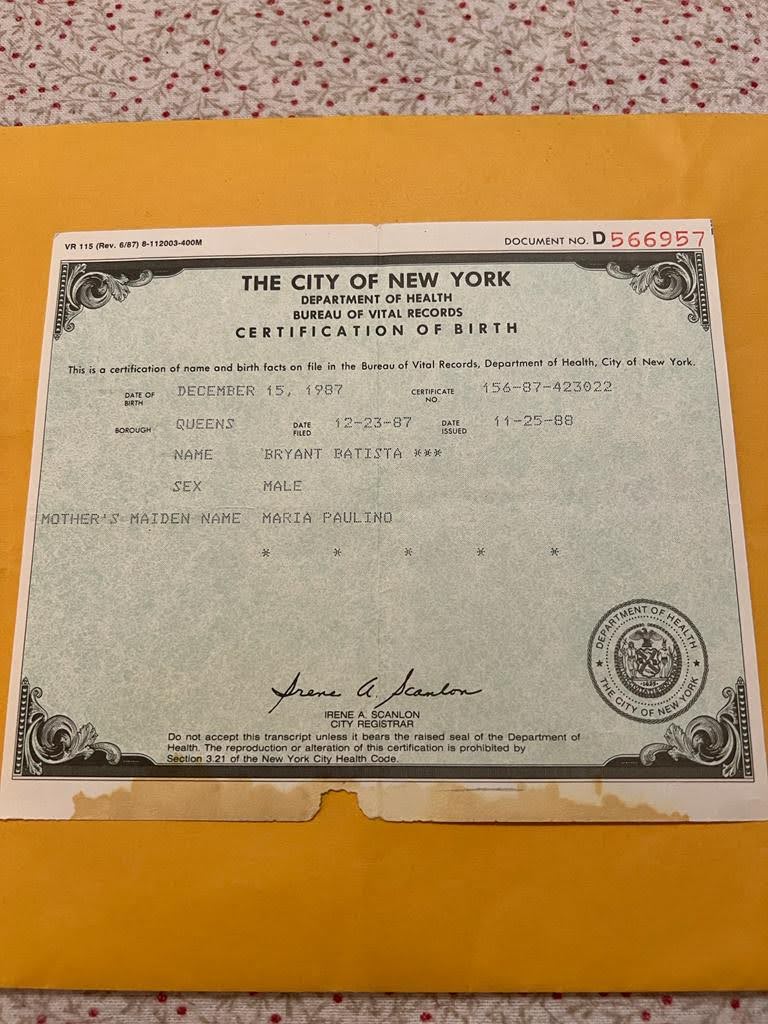 VR 115 (Rev. 6/87) 8-112003-400M
DOCUMENT NO. D566957
THE CITY OF NEW YORK
DEPARTMENT OF HEALTH
BUREAU OF VITAL RECORDS
CERTIFICATION OF BIRTH
This is a certification of name and birth facts on file in the Bureau of Vital Records, Department of Health, City of New York.
DATE OF BIRTH DECEMBER 15, 1987 CERTIFICATE NO. 156-87-423022
BOROUGH QUEENS DATE FILED 12-23-87 DATE ISSUED 11-25-88
NAME BRYANT BATISTA ***
SEX MALE
MOTHER'S MAIDEN NAME MARIA PAULINO
* * * * *
DEPARTMENT OF HEALTH
THE CITY OF NEW YORK
1625
Irene A. Scanlon
IRENE A. SCANLON
CITY REGISTRAR
Do not accept this transcript unless it bears the raised seal of the Department of
Health. The reproduction or alteration of this certification is prohibited by
Section 3.21 of the New York City Health Code.